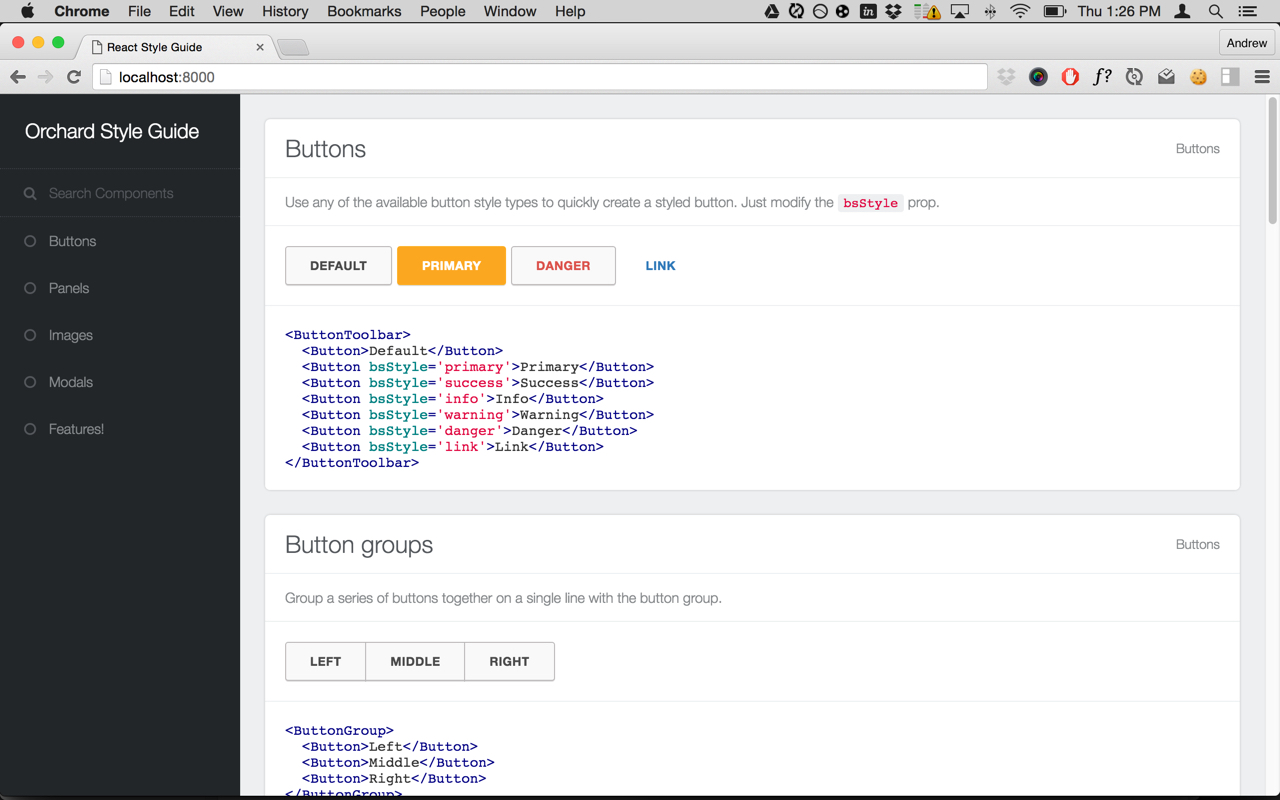 Chrome File Edit View History Bookmarks People Window Help Thu 1:26 PM
React Style Guide
Andrew
localhost:8000
f?
Orchard Style Guide
Search Components
Buttons
Panels
Images
Modals
Features!
Buttons Buttons
Use any of the available button style types to quickly create a styled button. Just modify the bsStyle prop.
DEFAULT PRIMARY DANGER LINK
<ButtonToolbar>
  <Button>Default</Button>
  <Button bsStyle='primary'>Primary</Button>
  <Button bsStyle='success'>Success</Button>
  <Button bsStyle='info'>Info</Button>
  <Button bsStyle='warning'>Warning</Button>
  <Button bsStyle='danger'>Danger</Button>
  <Button bsStyle='link'>Link</Button>
</ButtonToolbar>
Button groups Buttons
Group a series of buttons together on a single line with the button group.
LEFT MIDDLE RIGHT
<ButtonGroup>
  <Button>Left</Button>
  <Button>Middle</Button>
  <Button>Right</Button>
</ButtonGroup>